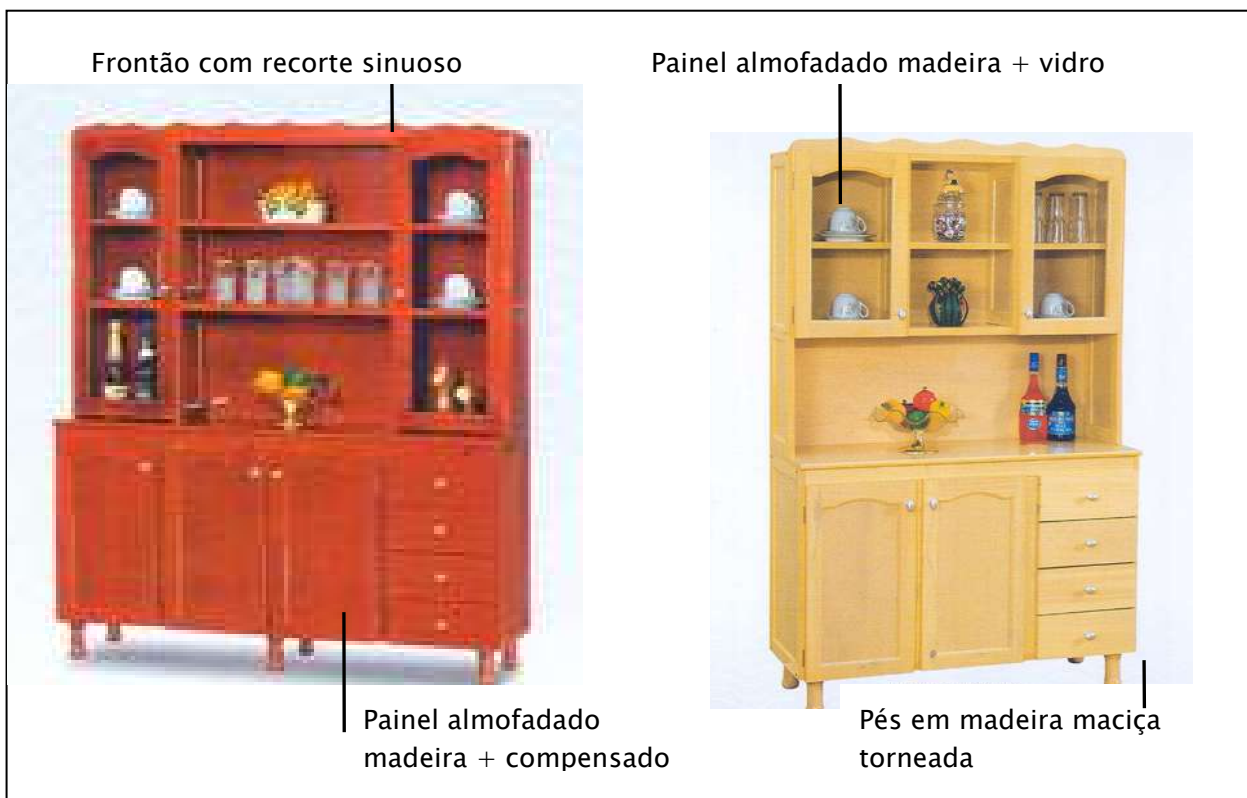 Frontão com recorte sinuoso
Painel almofadado madeira + vidro
Painel almofadado
madeira + compensado
Pés em madeira maciça
torneada